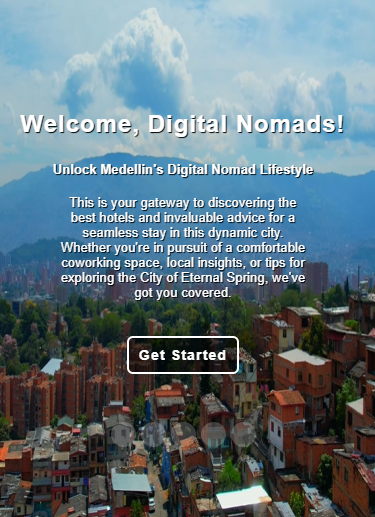 Welcome, Digital Nomads!
Unlock Medellin's Digital Nomad Lifestyle
This is your gateway to discovering the
best hotels and invaluable advice for a
seamless stay in this dynamic city.
Whether you're in pursuit of a comfortable
coworking space, local insights, or tips for
exploring the City of Eternal Spring, we've
got you covered.
Get Started